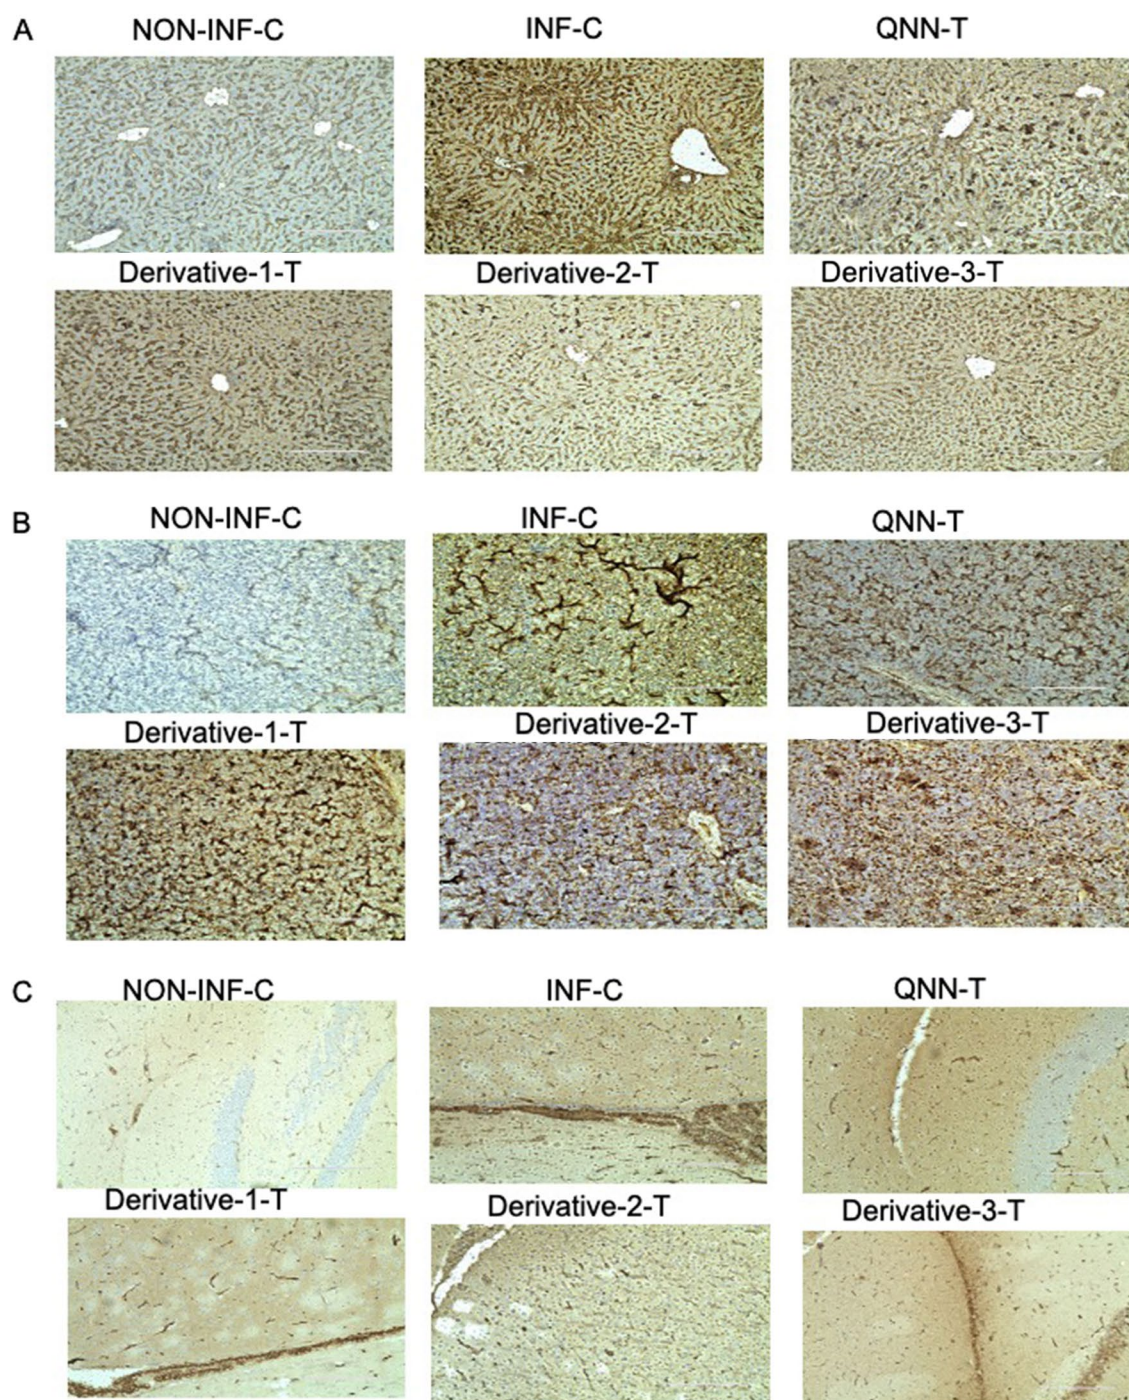 A NON-INF-C INF-C QNN-T
Derivative-1-T Derivative-2-T Derivative-3-T
B NON-INF-C INF-C QNN-T
Derivative-1-T Derivative-2-T Derivative-3-T
C NON-INF-C INF-C QNN-T
Derivative-1-T Derivative-2-T Derivative-3-T